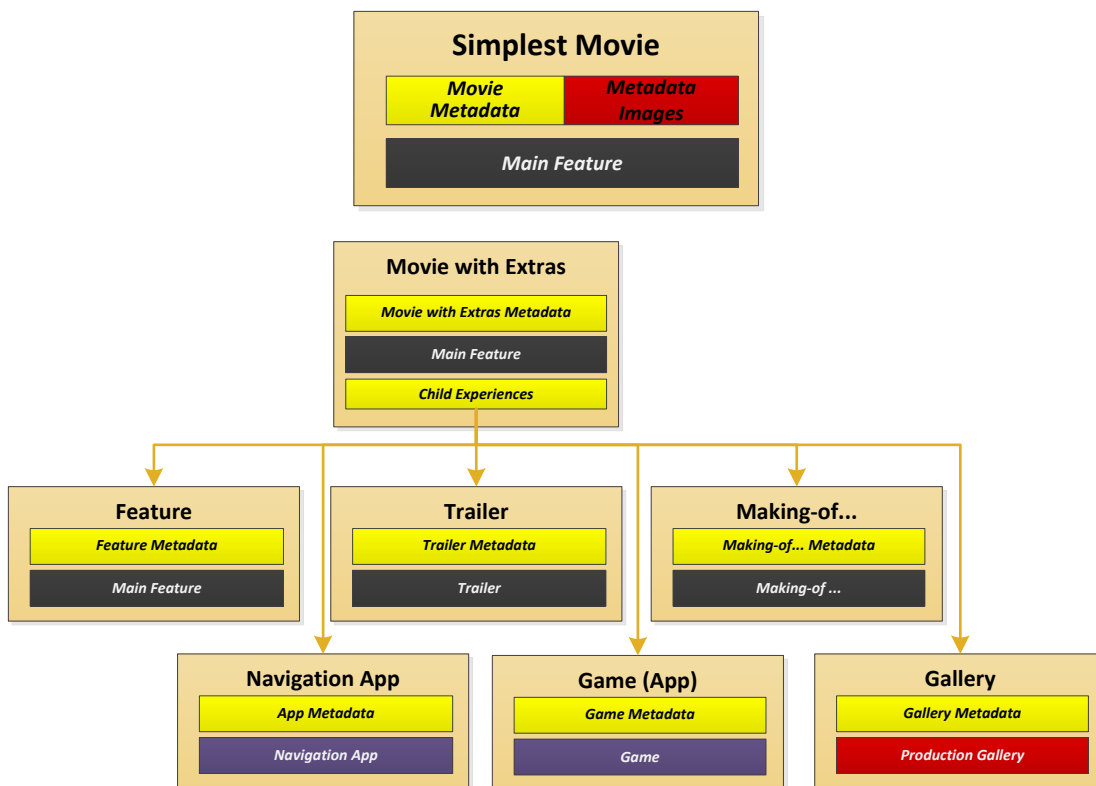 Simplest Movie
Movie
Metadata
Metadata
Images
Main Feature
Movie with Extras
Movie with Extras Metadata
Main Feature
Child Experiences
Feature
Feature Metadata
Main Feature
Trailer
Trailer Metadata
Trailer
Making-of...
Making-of... Metadata
Making-of ...
Navigation App
App Metadata
Navigation App
Game (App)
Game Metadata
Game
Gallery
Gallery Metadata
Production Gallery